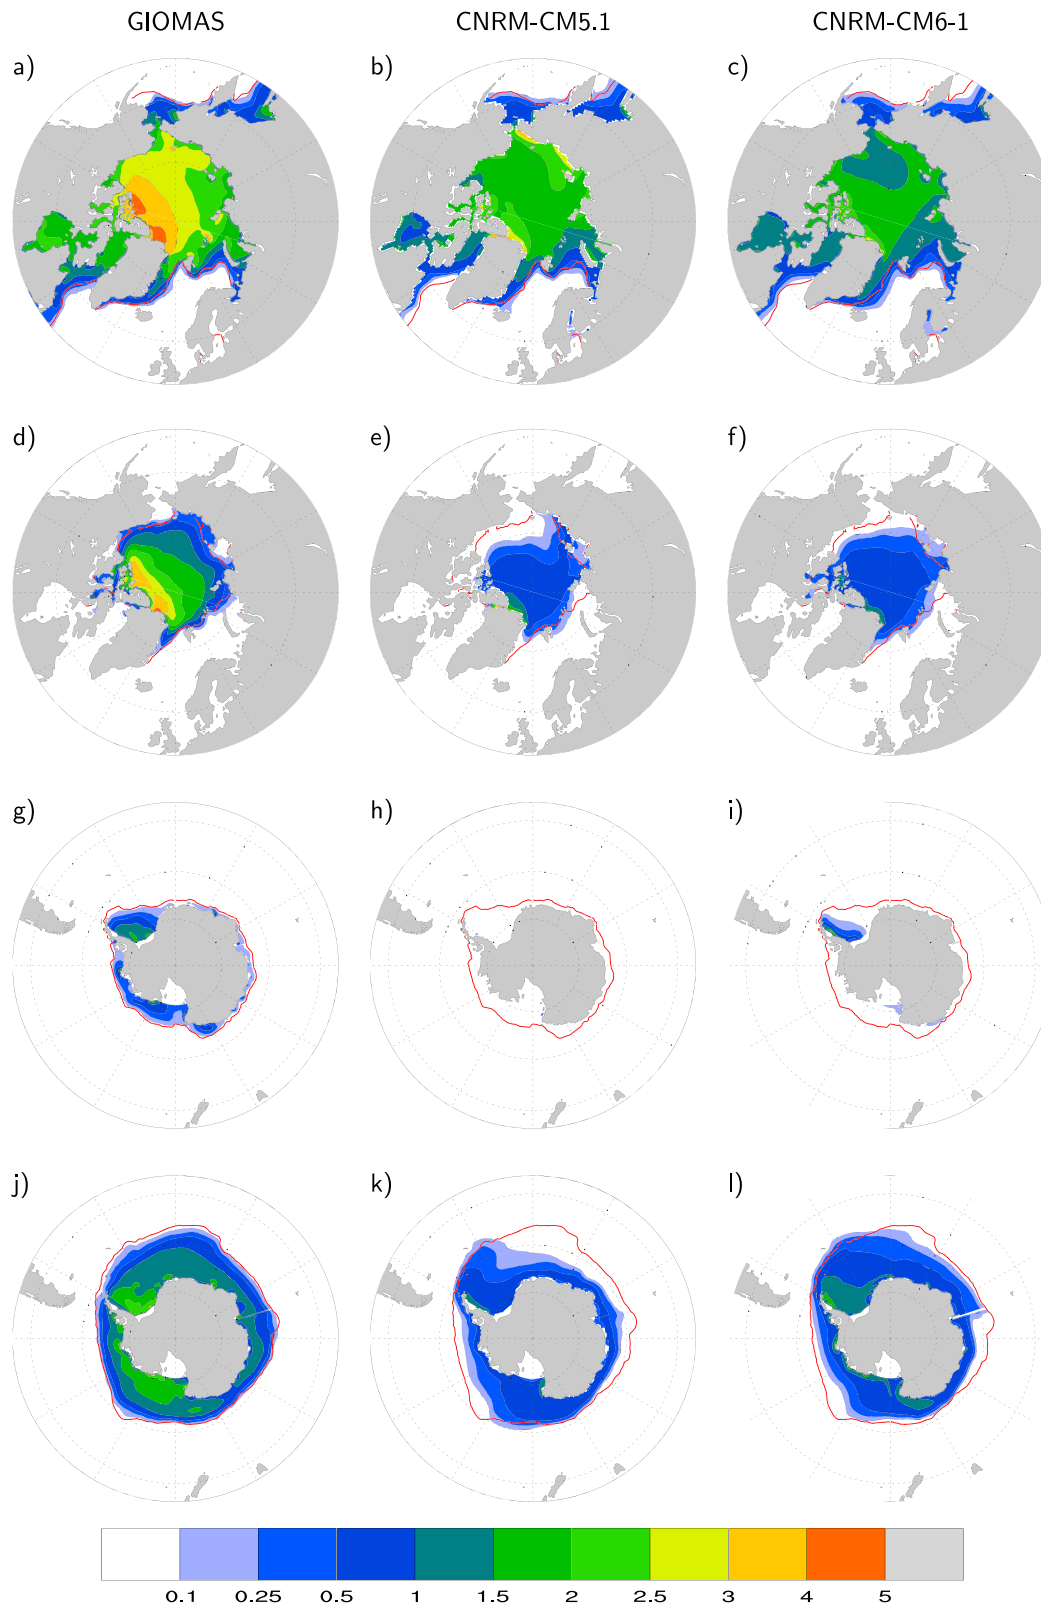 GIOMAS CNRM-CM5.1 CNRM-CM6-1
a) b) c)
d) e) f)
g) h) i)
j) k) l)
0.1 0.25 0.5 1 1.5 2 2.5 3 4 5